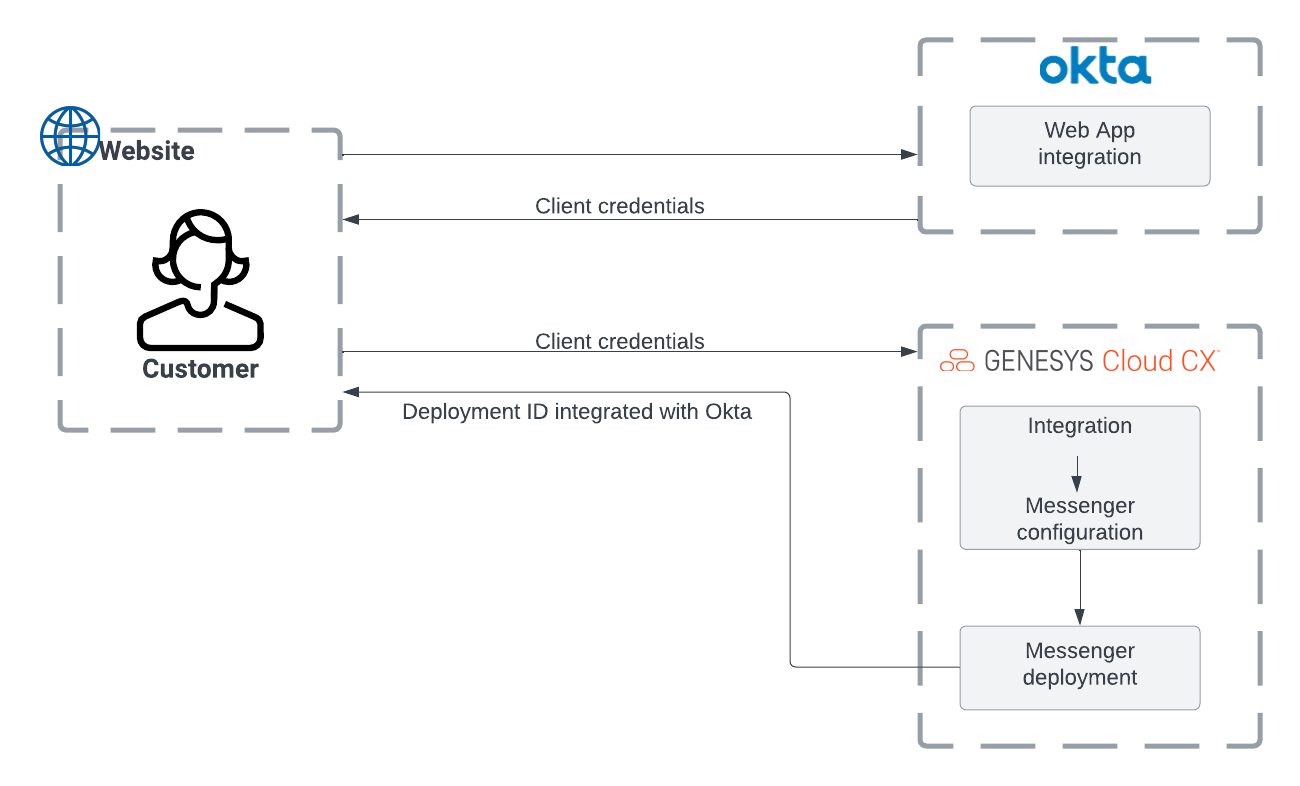 okta
Web App
integration
Website
Client credentials
Customer
Client credentials
Deployment ID integrated with Okta
GENESYS Cloud CX
Integration
Messenger
configuration
Messenger
deployment